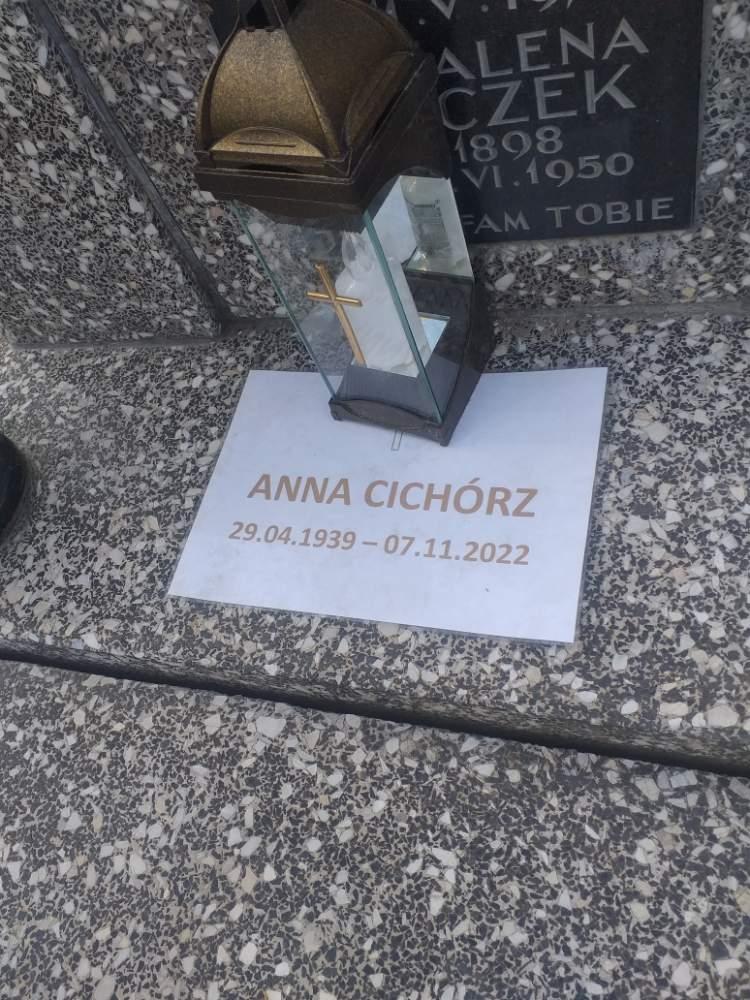 ALENA
CZEK
1898
VI.1950
FAM TOBIE
ANNA CICHÓRZ
29.04.1939 – 07.11.2022